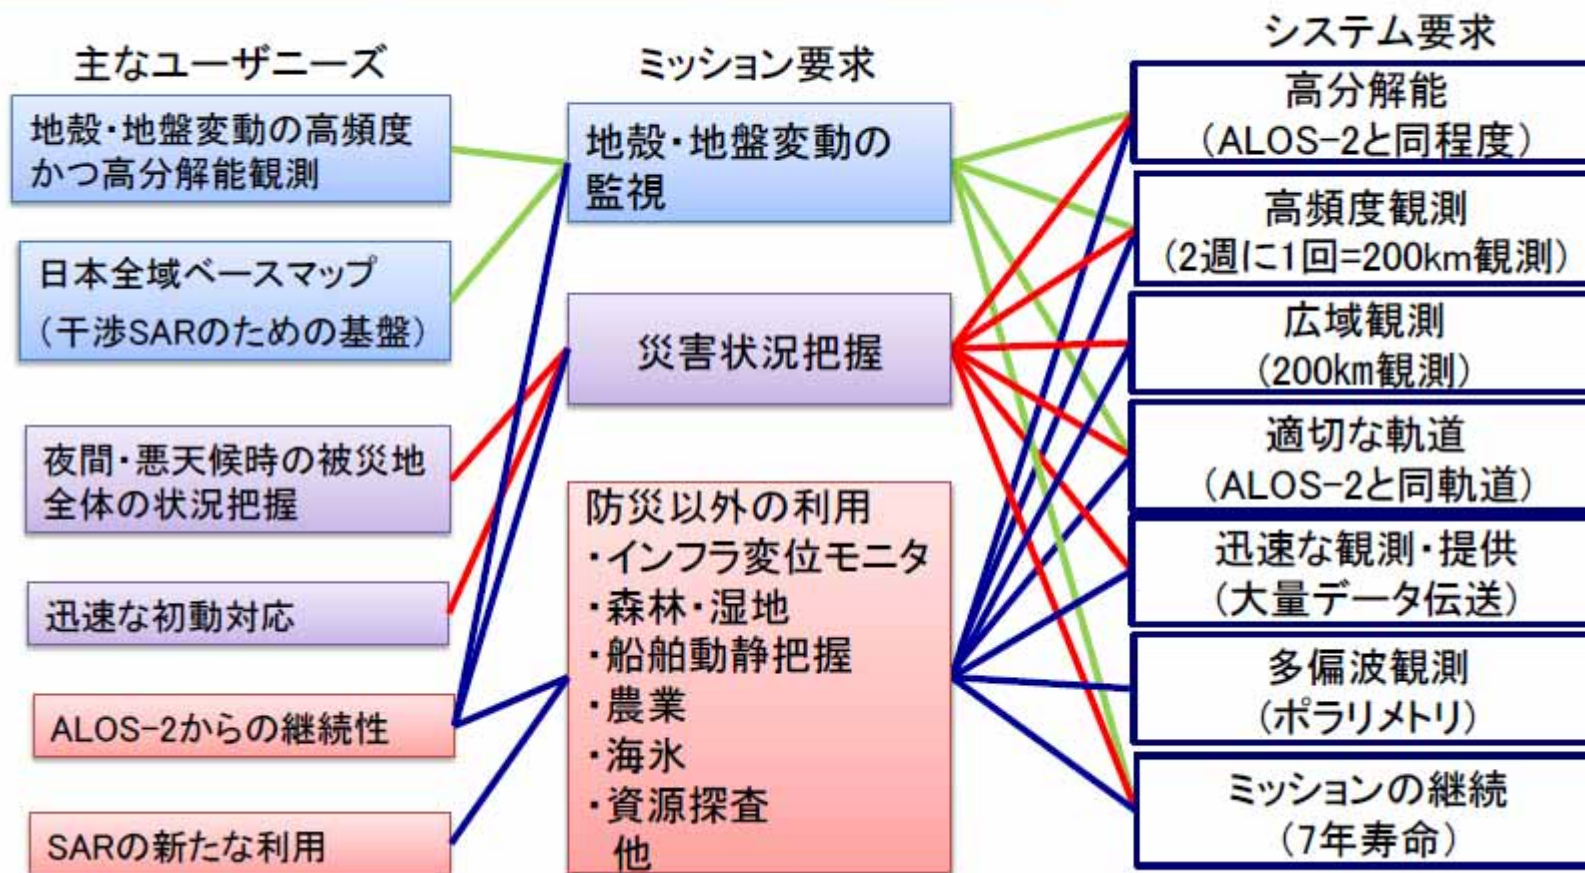 主なユーザニーズ
地殻・地盤変動の高頻度
かつ高分解能観測
日本全域ベースマップ
(干渉SARのための基盤)
夜間・悪天候時の被災地
全体の状況把握
迅速な初動対応
ALOS-2からの継続性
SARの新たな利用
ミッション要求
地殻・地盤変動の
監視
災害状況把握
防災以外の利用
・インフラ変位モニタ
・森林・湿地
・船舶動静把握
・農業
・海氷
・資源探査
他
システム要求
高分解能
(ALOS-2と同程度)
高頻度観測
(2週に1回=200km観測)
広域観測
(200㎞観測)
適切な軌道
(ALOS-2と同軌道)
迅速な観測・提供
(大量データ伝送)
多偏波観測
(ポラリメトリ)
ミッションの継続
(7年寿命)